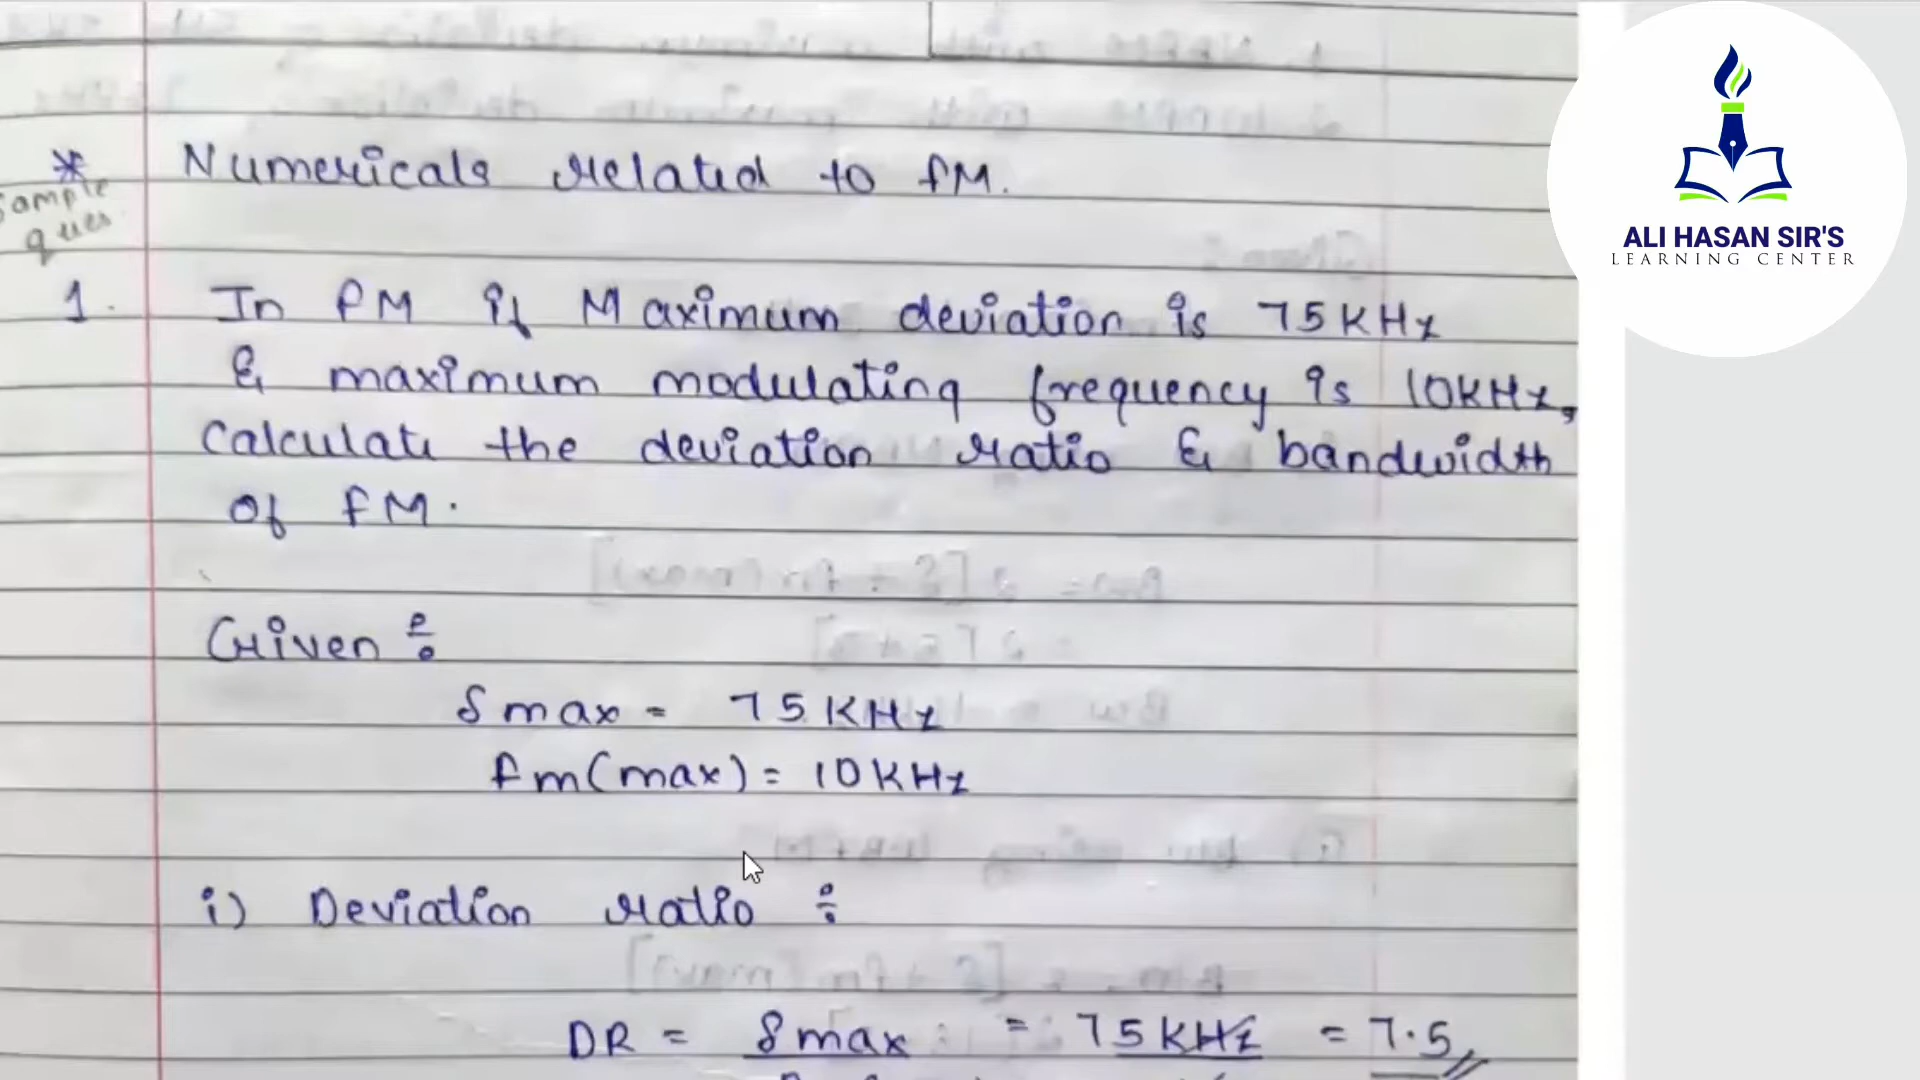 * Numericals related to FM.
Sample
ques
1. In FM if Maximum deviation is 75KHz
& maximum modulating frequency is 10KHz,
Calculate the deviation ratio & bandwidth
of FM.
Given :
δmax = 75KHz
fm(max) = 10KHz
i) Deviation ratio :
DR = δmax = 75KHz = 7.5
ALI HASAN SIR'S
LEARNING CENTER